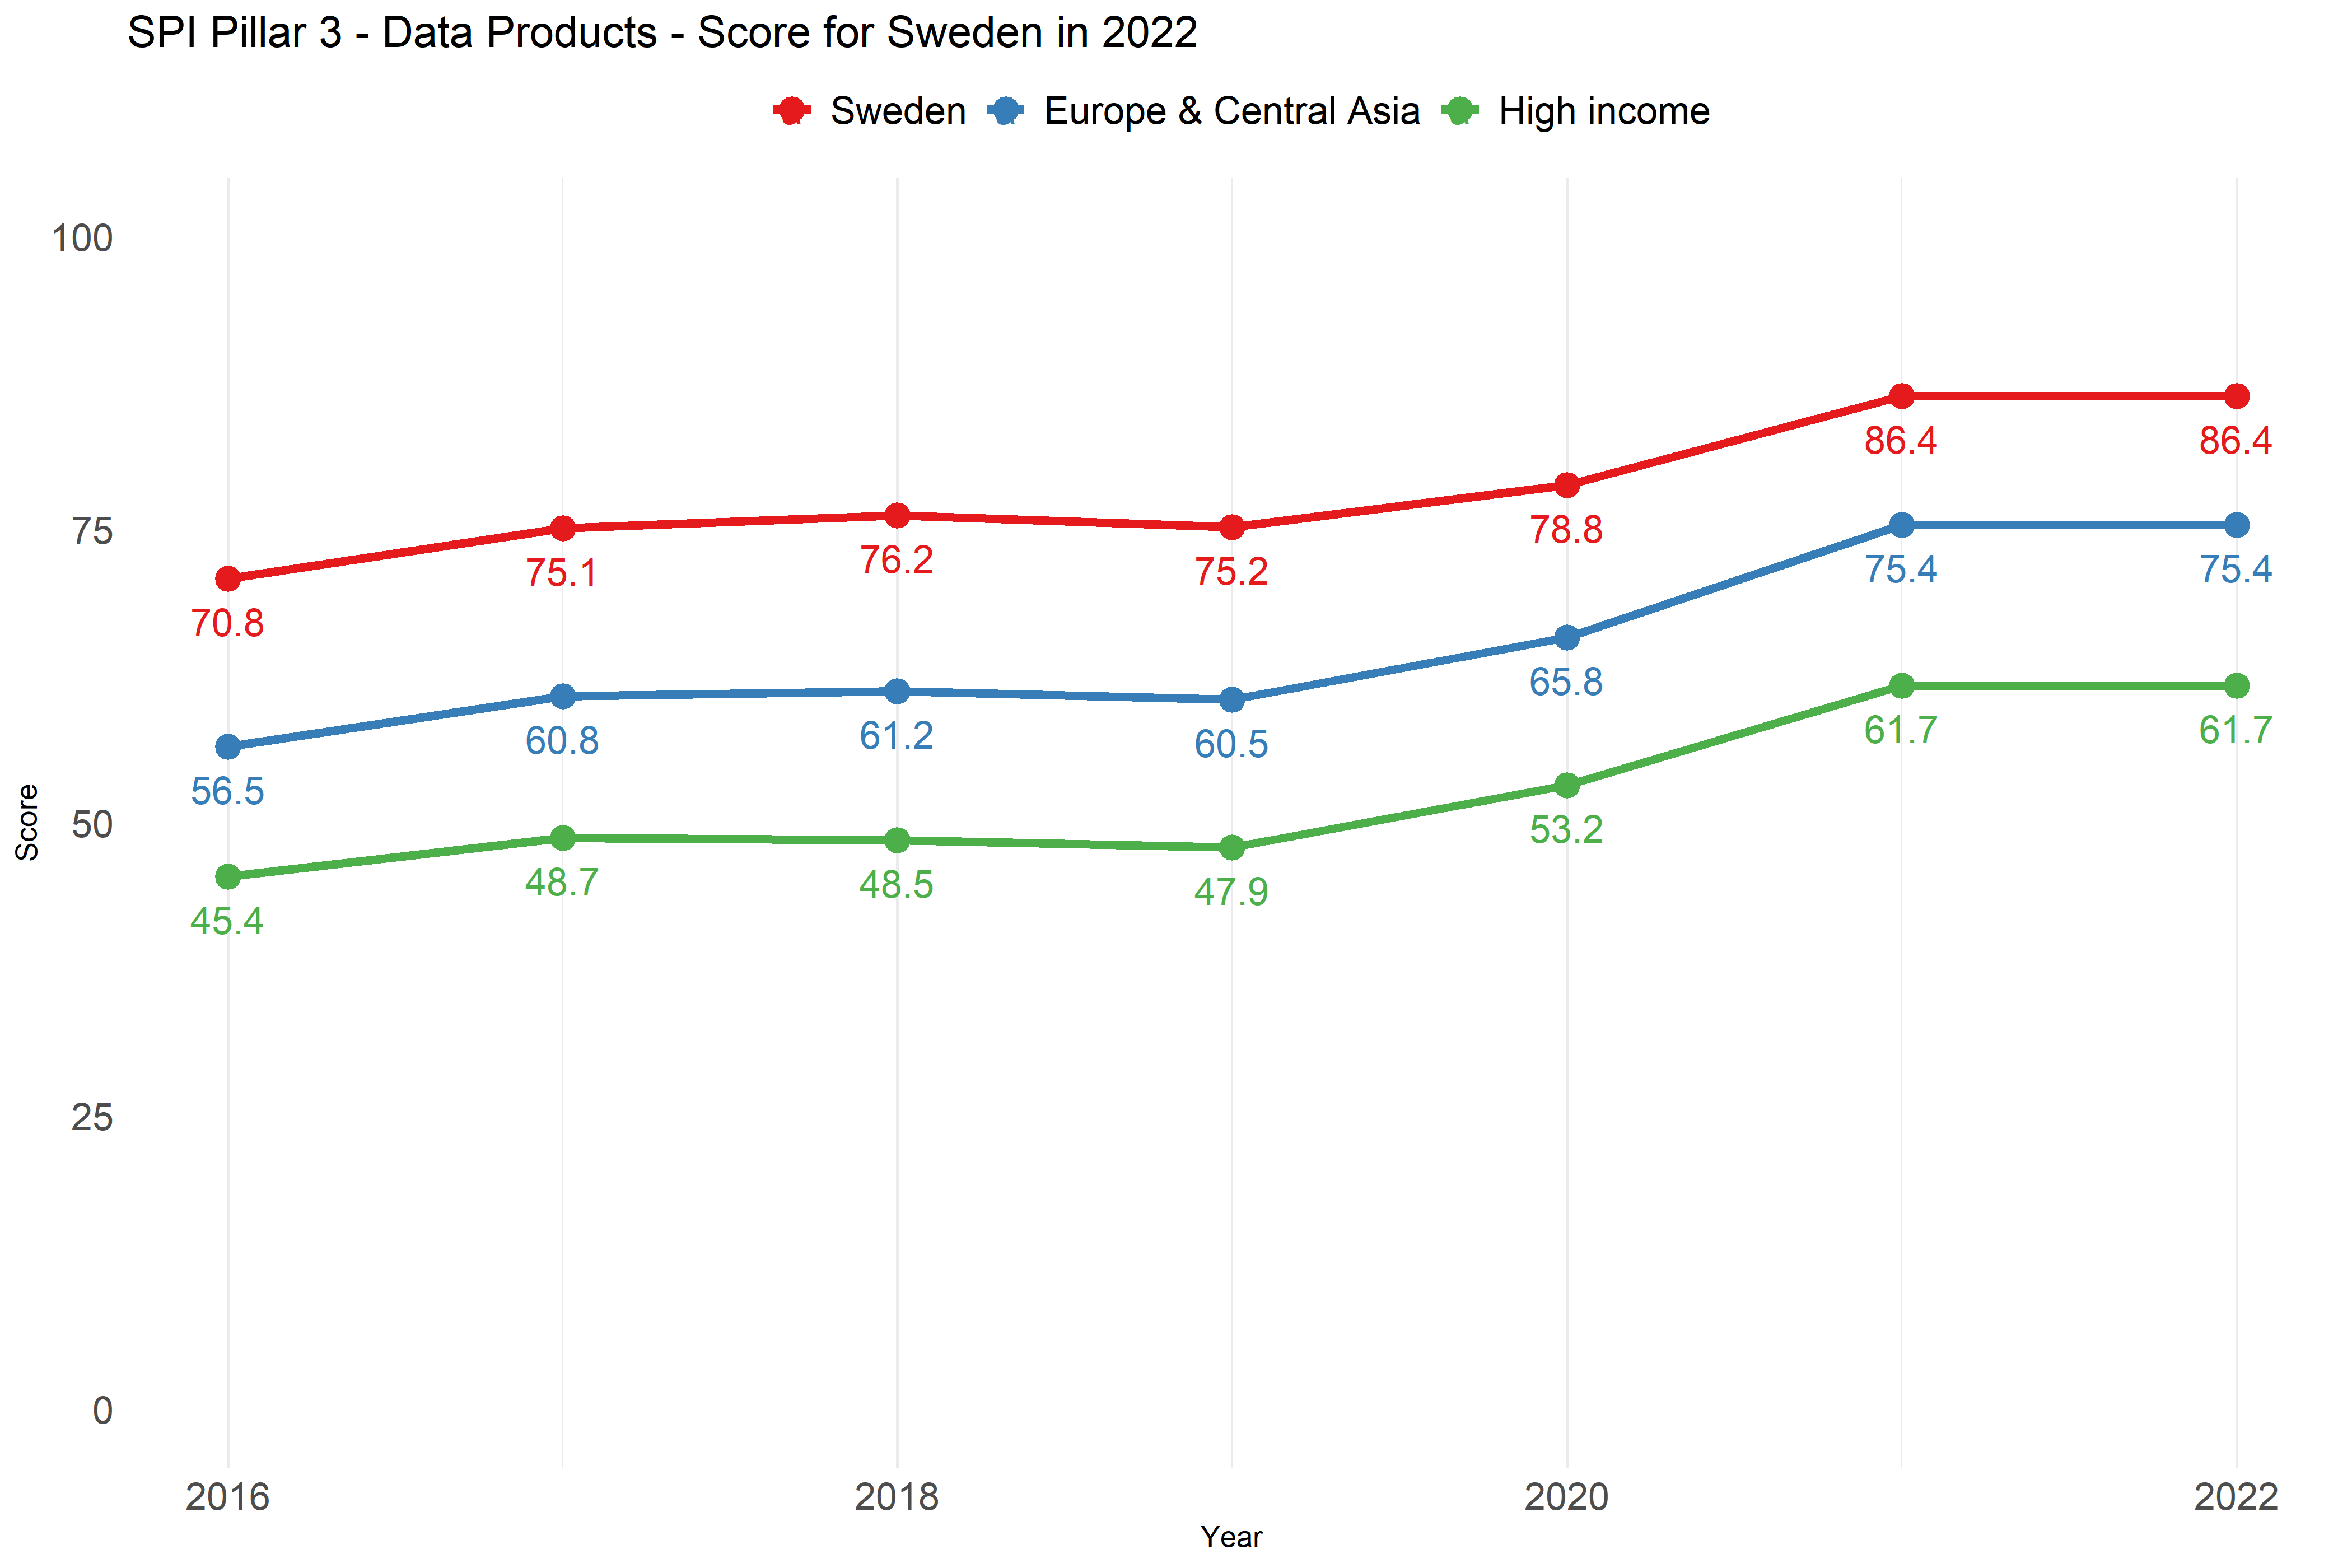 SPI Pillar 3 - Data Products - Score for Sweden in 2022
Sweden Europe & Central Asia High income
100
75
50
25
0
Score
70.8 75.1 76.2 75.2 78.8 86.4 86.4
56.5 60.8 61.2 60.5 65.8 75.4 75.4
45.4 48.7 48.5 47.9 53.2 61.7 61.7
2016 2018 2020 2022
Year